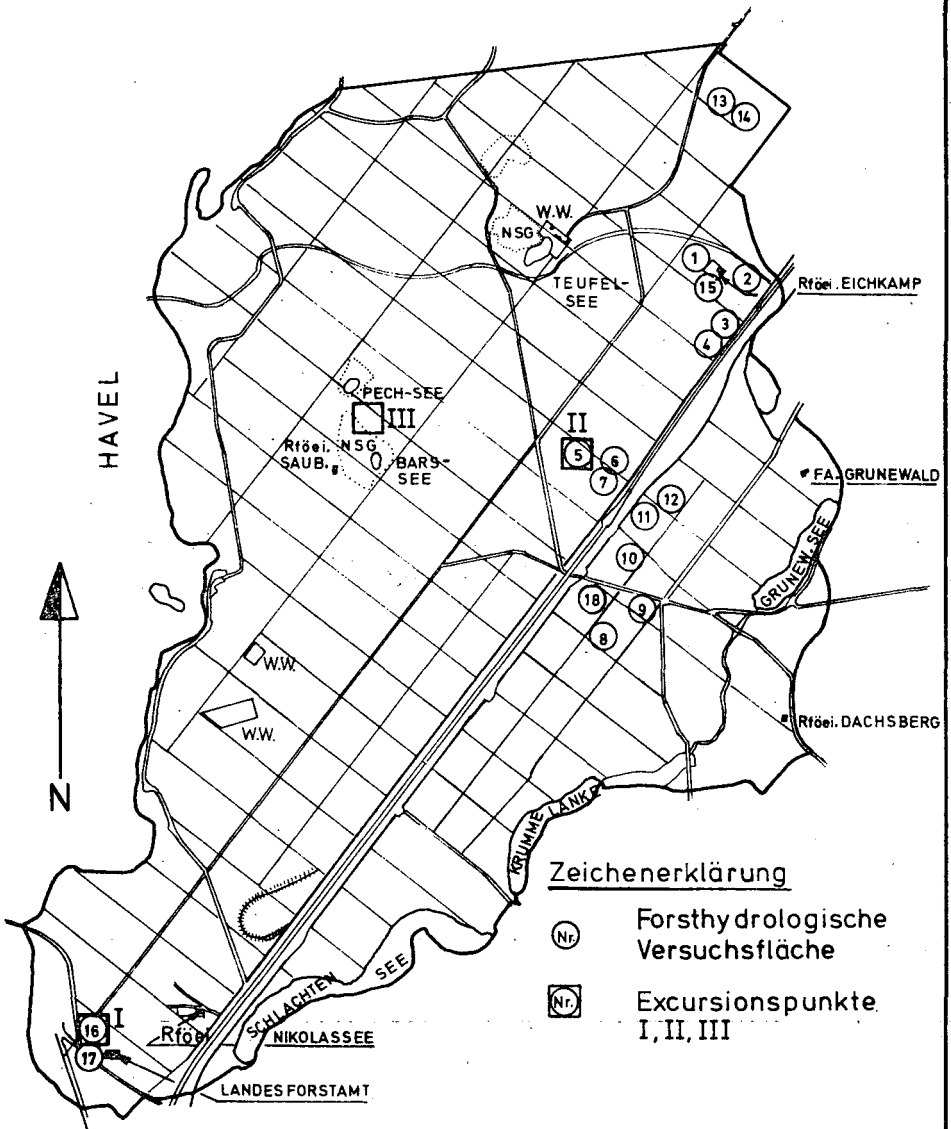 13
14
W.W.
NSG
TEUFEL-
SEE
1
2
15
3
4
Rföei. EICHKAMP
HAVEL
PECH-SEE
III
Rföei. NSG
SAUB.
BARS-
SEE
II
5
6
7
12
11
10
FA. GRUNEWALD
GRUNEW. SEE
18
9
8
W.W.
W.W.
Rföei. DACHSBERG
N
KRUMME LANKE
Zeichenerklärung
Nr. Forsthydrologische
Versuchsfläche
Nr. Excursionspunkte
I, II, III
SCHLACHTEN SEE
16 I
17
Rföei NIKOLASSEE
LANDESFORSTAMT